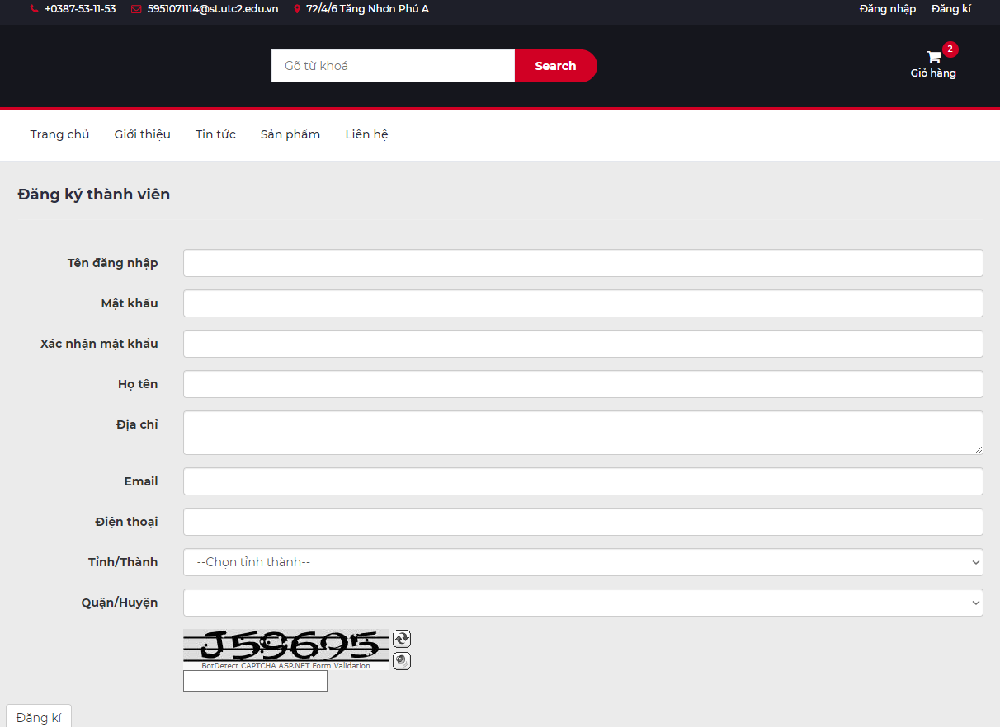 +0387-53-11-53 5951071114@st.utc2.edu.vn 72/4/6 Tăng Nhơn Phú A Đăng nhập Đăng kí
2
Gõ từ khoá Search
Giỏ hàng
Trang chủ Giới thiệu Tin tức Sản phẩm Liên hệ
Đăng ký thành viên
Tên đăng nhập
Mật khẩu
Xác nhận mật khẩu
Họ tên
Địa chỉ
Email
Điện thoại
Tỉnh/Thành --Chọn tỉnh thành--
Quận/Huyện
J59695
BotDetect CAPTCHA ASP.NET Form Validation
Đăng kí